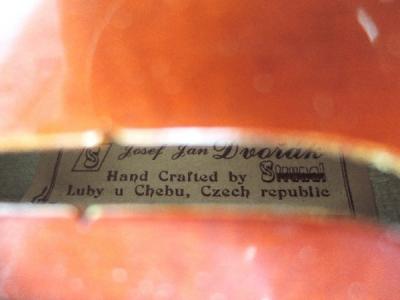 Josef Jan Dvorak
Hand Crafted by Strunal
Luby u Chebu, Czech republic